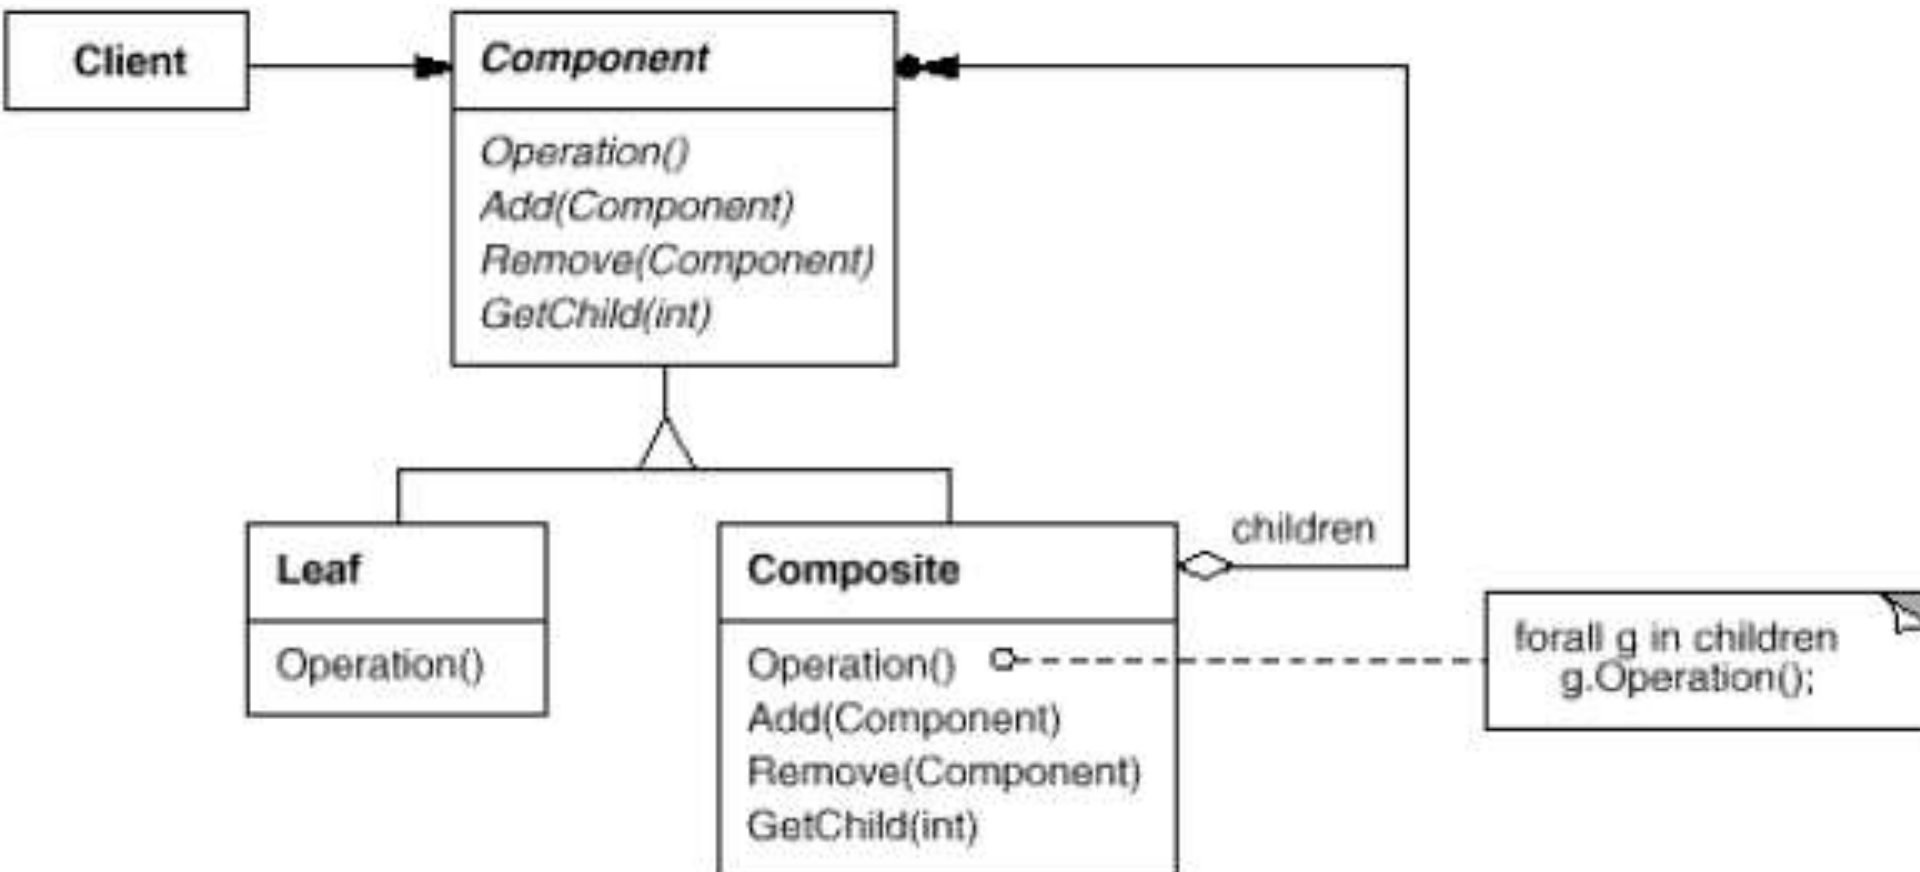 Client
Component
Operation()
Add(Component)
Remove(Component)
GetChild(int)
Leaf
Operation()
Composite
Operation()
Add(Component)
Remove(Component)
GetChild(int)
children
forall g in children
g.Operation();